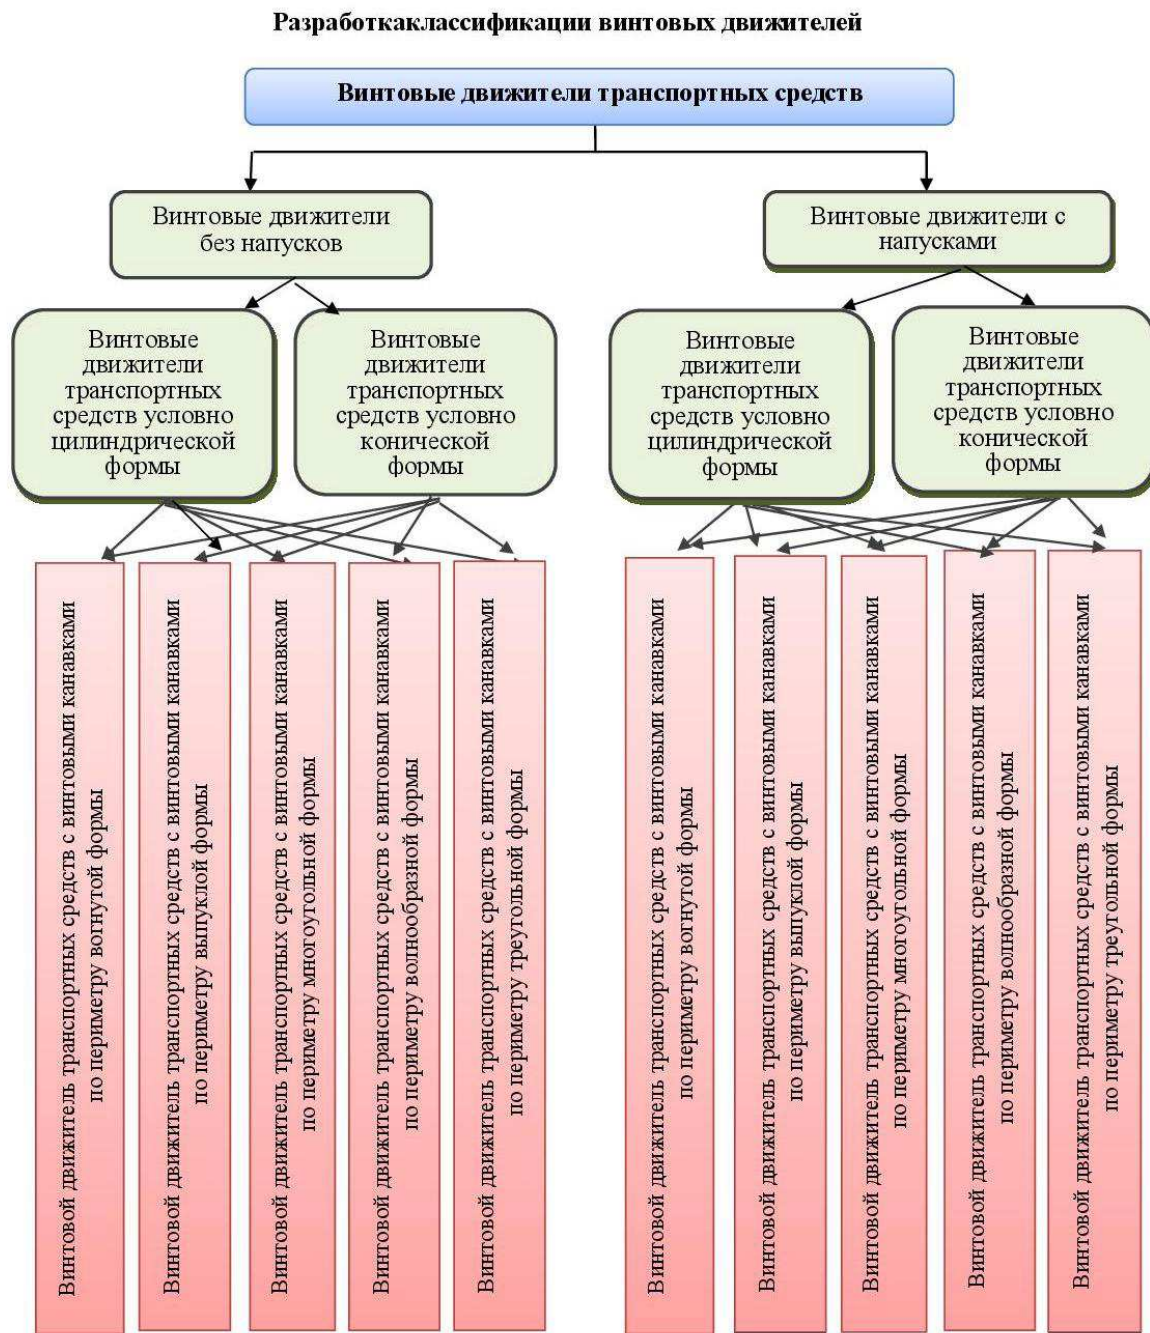 Разработкаклассификации винтовых движителей
Винтовые движители транспортных средств
Винтовые движители
без напусков
Винтовые движители с
напусками
Винтовые
движители
транспортных
средств условно
цилиндрической
формы
Винтовые
движители
транспортных
средств условно
конической
формы
Винтовые
движители
транспортных
средств условно
цилиндрической
формы
Винтовые
движители
транспортных
средств условно
конической
формы
Винтовой движитель транспортных средств с винтовыми канавками
по периметру вогнутой формы
Винтовой движитель транспортных средств с винтовыми канавками
по периметру выпуклой формы
Винтовой движитель транспортных средств с винтовыми канавками
по периметру многоугольной формы
Винтовой движитель транспортных средств с винтовыми канавками
по периметру волнообразной формы
Винтовой движитель транспортных средств с винтовыми канавками
по периметру треугольной формы
Винтовой движитель транспортных средств с винтовыми канавками
по периметру вогнутой формы
Винтовой движитель транспортных средств с винтовыми канавками
по периметру выпуклой формы
Винтовой движитель транспортных средств с винтовыми канавками
по периметру многоугольной формы
Винтовой движитель транспортных средств с винтовыми канавками
по периметру волнообразной формы
Винтовой движитель транспортных средств с винтовыми канавками
по периметру треугольной формы